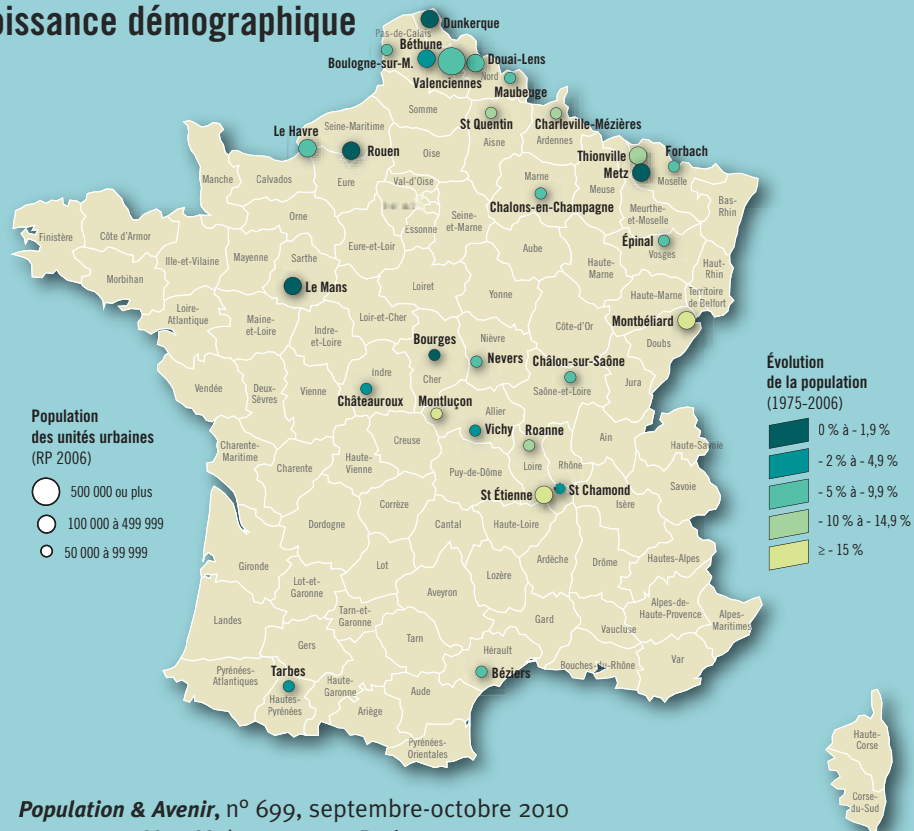 oissance démographique
Dunkerque
Pas-de-Calais
Béthune
Boulogne-sur-M.
Douai-Lens
Nord
Valenciennes
Maubeuge
Somme
St Quentin
Charleville-Mézières
Aisne
Ardennes
Le Havre
Seine-Maritime
Rouen
Oise
Thionville
Forbach
Metz
Moselle
Manche
Calvados
Eure
Val-d'Oise
Marne
Meuse
Chalons-en-Champagne
Meurthe-
et-Moselle
Bas-
Rhin
Orne
Essonne
Seine-
et-Marne
Finistère
Côte d'Armor
Eure-et-Loir
Aube
Épinal
Vosges
Ille-et-Vilaine
Mayenne
Sarthe
Haute-
Marne
Haut-
Rhin
Morbihan
Le Mans
Loiret
Yonne
Haute-Marne
Territoire
de Belfort
Loire-
Atlantique
Maine-
et-Loire
Loir-et-Cher
Indre-
et-Loire
Côte-d'Or
Montbéliard
Doubs
Bourges
Nièvre
Nevers
Châlon-sur-Saône
Cher
Indre
Saône-et-Loire
Jura
Vendée
Deux-
Sèvres
Vienne
Châteauroux
Montluçon
Allier
Vichy
Roanne
Ain
Haute-Savoie
Charente-
Maritime
Charente
Haute-
Vienne
Creuse
Puy-de-Dôme
Loire
Rhône
Savoie
St Étienne
St Chamond
Isère
Corrèze
Dordogne
Cantal
Haute-Loire
Gironde
Lot
Ardèche
Drôme
Hautes-Alpes
Lot-et-
Garonne
Aveyron
Lozère
Landes
Tarn-et-
Garonne
Gard
Vaucluse
Alpes-de-
Haute-Provence
Alpes-
Maritimes
Gers
Tarn
Hérault
Bouches-du-Rhône
Var
Pyrénées-
Atlantiques
Tarbes
Haute-
Garonne
Béziers
Hautes-
Pyrénées
Ariège
Aude
Pyrénées-
Orientales
Haute-
Corse
Corse-
du-Sud
Population
des unités urbaines
(RP 2006)
500 000 ou plus
100 000 à 499 999
50 000 à 99 999
Évolution
de la population
(1975-2006)
0 % à - 1,9 %
- 2 % à - 4,9 %
- 5 % à - 9,9 %
- 10 % à - 14,9 %
≥ - 15 %
Population & Avenir, n° 699, septembre-octobre 2010